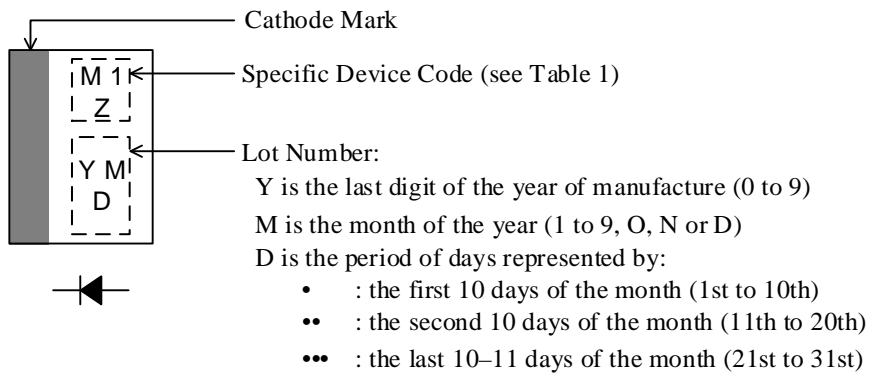 Cathode Mark
M 1
Z
Specific Device Code (see Table 1)
Y M
D
Lot Number:
Y is the last digit of the year of manufacture (0 to 9)
M is the month of the year (1 to 9, O, N or D)
D is the period of days represented by:
• : the first 10 days of the month (1st to 10th)
•• : the second 10 days of the month (11th to 20th)
••• : the last 10–11 days of the month (21st to 31st)